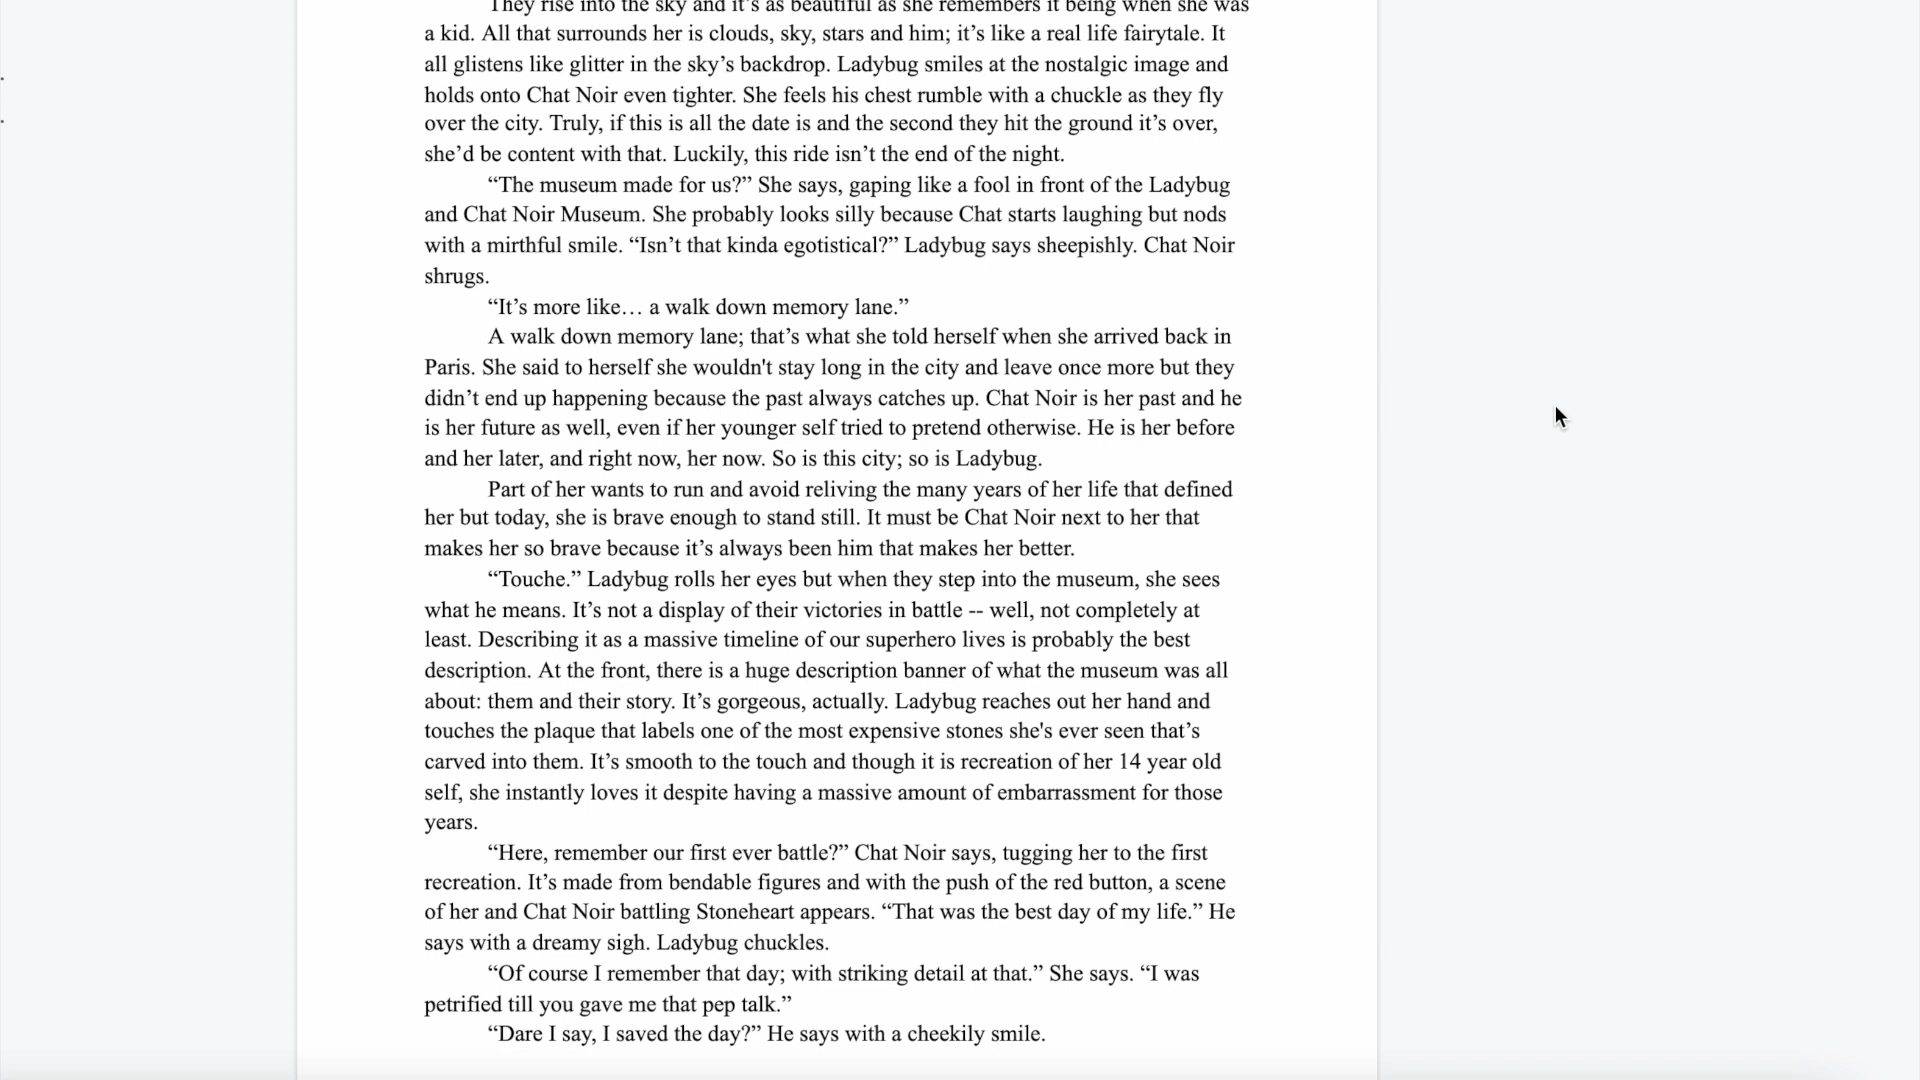 They rise into the sky and it’s as beautiful as she remembers it being when she was
a kid. All that surrounds her is clouds, sky, stars and him; it’s like a real life fairytale. It
all glistens like glitter in the sky’s backdrop. Ladybug smiles at the nostalgic image and
holds onto Chat Noir even tighter. She feels his chest rumble with a chuckle as they fly
over the city. Truly, if this is all the date is and the second they hit the ground it’s over,
she’d be content with that. Luckily, this ride isn’t the end of the night.
“The museum made for us?” She says, gaping like a fool in front of the Ladybug
and Chat Noir Museum. She probably looks silly because Chat starts laughing but nods
with a mirthful smile. “Isn’t that kinda egotistical?” Ladybug says sheepishly. Chat Noir
shrugs.
“It’s more like… a walk down memory lane.”
A walk down memory lane; that’s what she told herself when she arrived back in
Paris. She said to herself she wouldn't stay long in the city and leave once more but they
didn’t end up happening because the past always catches up. Chat Noir is her past and he
is her future as well, even if her younger self tried to pretend otherwise. He is her before
and her later, and right now, her now. So is this city; so is Ladybug.
Part of her wants to run and avoid reliving the many years of her life that defined
her but today, she is brave enough to stand still. It must be Chat Noir next to her that
makes her so brave because it’s always been him that makes her better.
“Touche.” Ladybug rolls her eyes but when they step into the museum, she sees
what he means. It’s not a display of their victories in battle -- well, not completely at
least. Describing it as a massive timeline of our superhero lives is probably the best
description. At the front, there is a huge description banner of what the museum was all
about: them and their story. It’s gorgeous, actually. Ladybug reaches out her hand and
touches the plaque that labels one of the most expensive stones she's ever seen that’s
carved into them. It’s smooth to the touch and though it is recreation of her 14 year old
self, she instantly loves it despite having a massive amount of embarrassment for those
years.
“Here, remember our first ever battle?” Chat Noir says, tugging her to the first
recreation. It’s made from bendable figures and with the push of the red button, a scene
of her and Chat Noir battling Stoneheart appears. “That was the best day of my life.” He
says with a dreamy sigh. Ladybug chuckles.
“Of course I remember that day; with striking detail at that.” She says. “I was
petrified till you gave me that pep talk.”
“Dare I say, I saved the day?” He says with a cheekily smile.